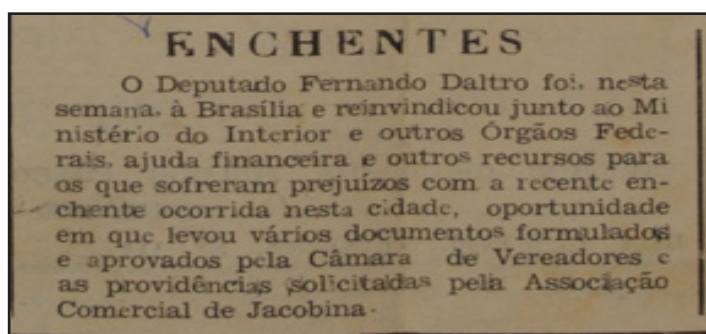 ENCHENTES
O Deputado Fernando Daltro foi, nesta
semana, à Brasília e reinvindicou junto ao Mi
nistério do Interior e outros Órgãos Fede-
rais, ajuda financeira e outros recursos para
os que sofreram prejuízos com a recente en-
chente ocorrida nesta cidade, oportunidade
em que levou vários documentos formulados
e aprovados pela Câmara de Vereadores e
as providências solicitadas pela Associação
Comercial de Jacobina.